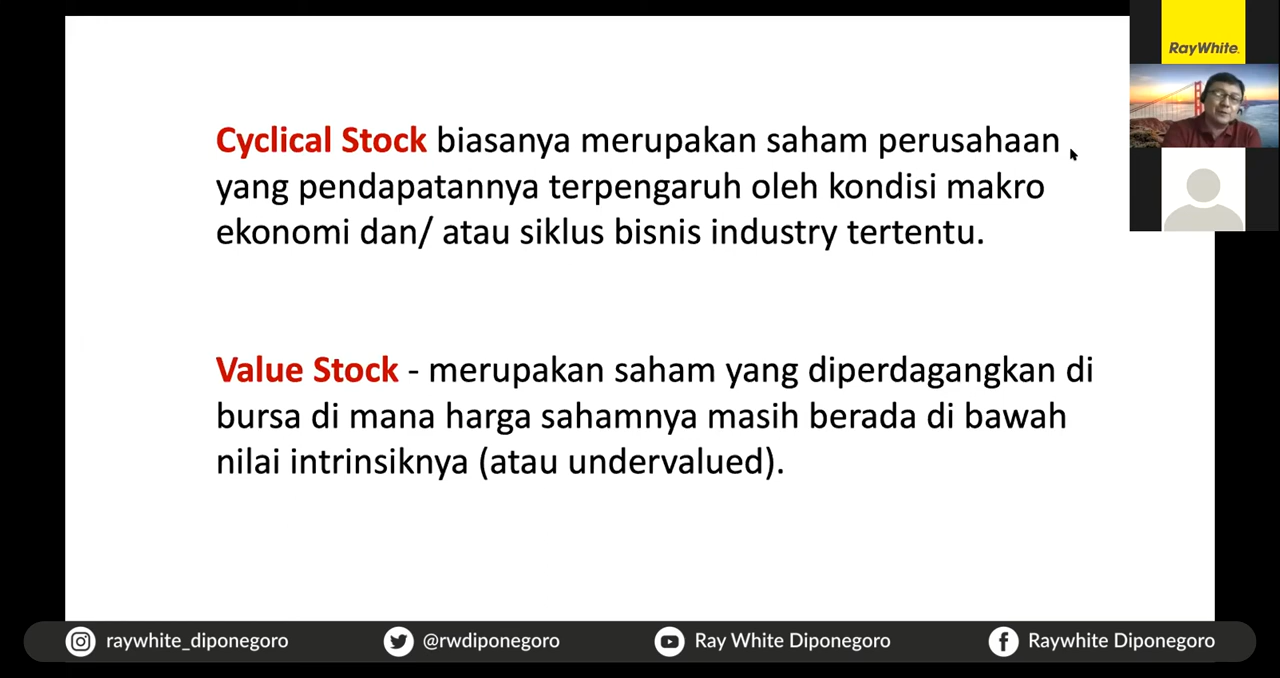 RayWhite.
Cyclical Stock biasanya merupakan saham perusahaan
yang pendapatannya terpengaruh oleh kondisi makro
ekonomi dan/ atau siklus bisnis industry tertentu.
Value Stock - merupakan saham yang diperdagangkan di
bursa di mana harga sahamnya masih berada di bawah
nilai intrinsiknya (atau undervalued).
raywhite_diponegoro
@rwdiponegoro
Ray White Diponegoro
Raywhite Diponegoro